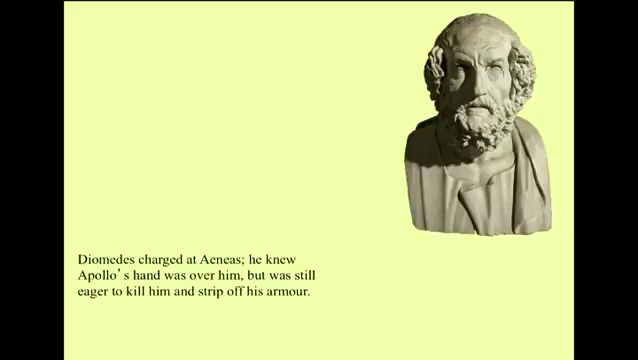 Diomedes charged at Aeneas; he knew
Apollo’s hand was over him, but was still
eager to kill him and strip off his armour.